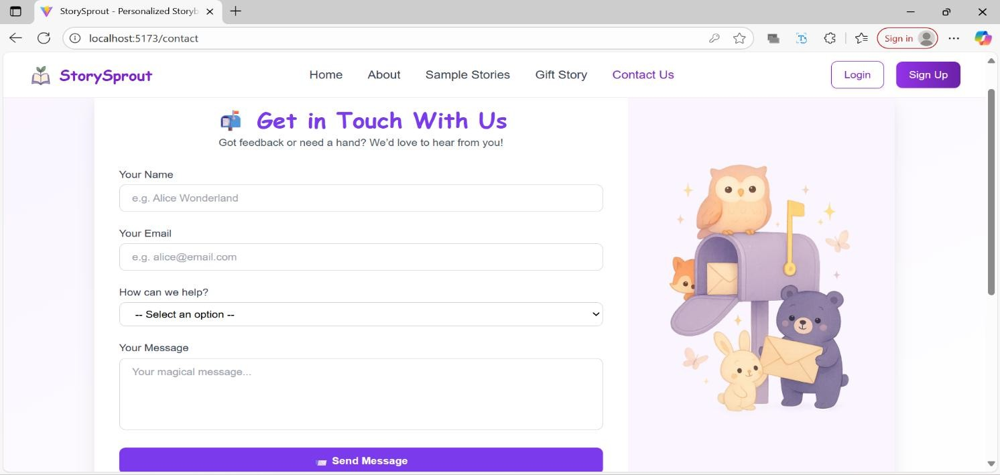 StorySprout - Personalized Storyb
localhost:5173/contact
Sign in
StorySprout
Home About Sample Stories Gift Story Contact Us
Login Sign Up
Get in Touch With Us
Got feedback or need a hand? We’d love to hear from you!
Your Name
e.g. Alice Wonderland
Your Email
e.g. alice@email.com
How can we help?
-- Select an option --
Your Message
Your magical message...
Send Message